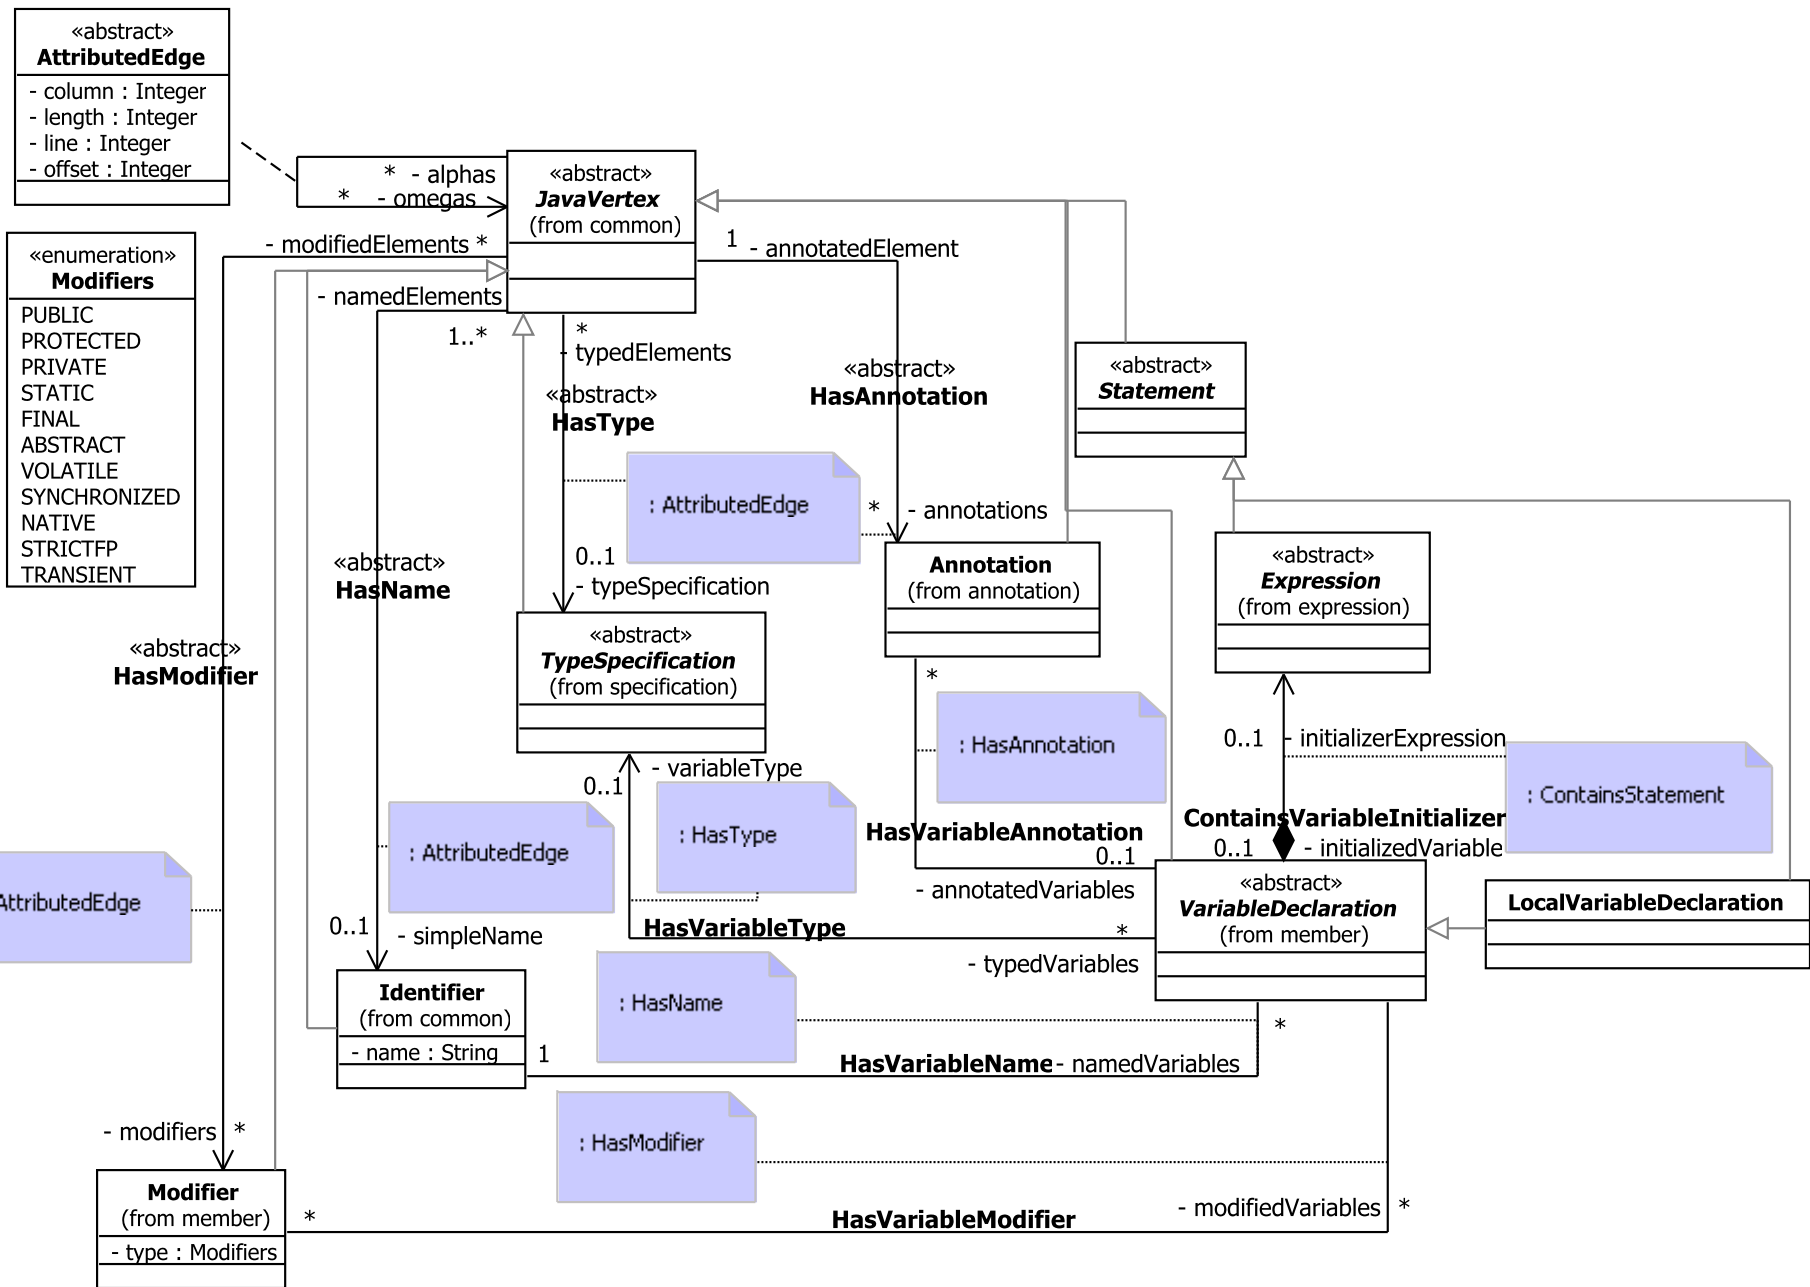 «abstract»
AttributedEdge
- column : Integer
- length : Integer
- line : Integer
- offset : Integer
* - alphas
* - omegas
«abstract»
JavaVertex
(from common)
- modifiedElements *
1 - annotatedElement
«enumeration»
Modifiers
PUBLIC
PROTECTED
PRIVATE
STATIC
FINAL
ABSTRACT
VOLATILE
SYNCHRONIZED
NATIVE
STRICTFP
TRANSIENT
- namedElements
1..*
*
- typedElements
«abstract»
HasType
«abstract»
HasAnnotation
«abstract»
Statement
: AttributedEdge
* - annotations
0..1
- typeSpecification
«abstract»
HasName
Annotation
(from annotation)
«abstract»
Expression
(from expression)
«abstract»
HasModifier
«abstract»
TypeSpecification
(from specification)
*
: HasAnnotation
0..1 - initializerExpression
- variableType
0..1
: HasType
: ContainsStatement
HasVariableAnnotation
0..1
- annotatedVariables
ContainsVariableInitializer
0..1 - initializedVariable
: AttributedEdge
AttributedEdge
«abstract»
VariableDeclaration
(from member)
LocalVariableDeclaration
0..1 - simpleName
HasVariableType
*
- typedVariables
Identifier
(from common)
- name : String
: HasName
1
*
HasVariableName - namedVariables
- modifiers *
: HasModifier
Modifier
(from member)
- type : Modifiers
*
HasVariableModifier
- modifiedVariables *